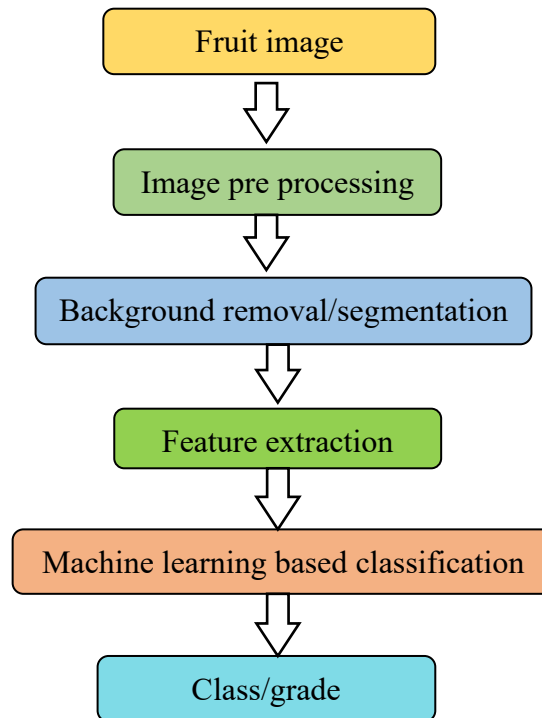 Fruit image
Image pre processing
Background removal/segmentation
Feature extraction
Machine learning based classification
Class/grade